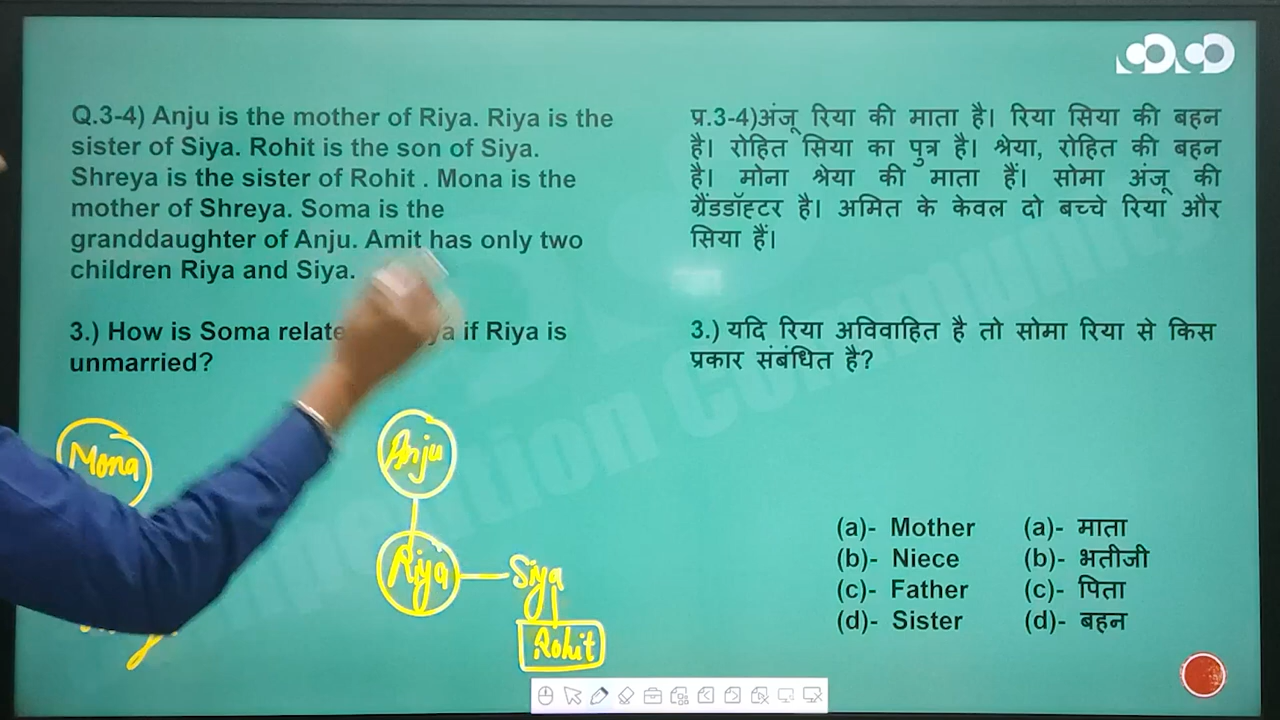 Q.3-4) Anju is the mother of Riya. Riya is the
sister of Siya. Rohit is the son of Siya.
Shreya is the sister of Rohit . Mona is the
mother of Shreya. Soma is the
granddaughter of Anju. Amit has only two
children Riya and Siya.
3.) How is Soma if Riya is
unmarried?
Mona
Anju
Riya
Siya
Rohit
प्र.3-4)अंजू रिया की माता है। रिया सिया की बहन
है। रोहित सिया का पुत्र है। श्रेया, रोहित की बहन
है। मोना श्रेया की माता हैं। सोमा अंजू की
ग्रैंडडॉह्टर है। अमित के केवल दो बच्चे रिया और
सिया हैं।
3.) यदि रिया अविवाहित है तो सोमा रिया से किस
प्रकार संबंधित है?
(a)- Mother (a)- माता
(b)- Niece (b)- भतीजी
(c)- Father (c)- पिता
(d)- Sister (d)- बहन